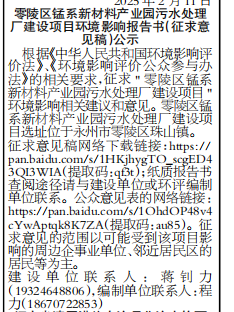 2025年2月11日
零陵区锰系新材料产业园污水处理
厂建设项目环境影响报告书(征求意
见稿)公示
根据《中华人民共和国环境影响评
价法》、《环境影响评价公众参与办
法》的相关要求,征求"零陵区锰系
新材料产业园污水处理厂建设项目"
环境影响相关建议和意见。零陵区锰
系新材料产业园污水处理厂建设项
目选址位于永州市零陵区珠山镇。
征求意见稿网络下载链接:https://
pan.baidu.com/s/1HKjhygTO_scgED4
3QI3WIA(提取码:qf3t);纸质报告书
查阅途径请与建设单位或环评编制
单位联系。公众意见表的网络链接:
https://pan.baidu.com/s/1OhdOP48v4
cYwAptqk8K7ZA(提取码:au85)。征
求意见的范围以可能受到该项目影
响的周边企事业单位、邻近居民区的
居民等为主。
建设单位联系人:蒋钊力
(19324648806),编制单位联系人:程
力(18670722853)